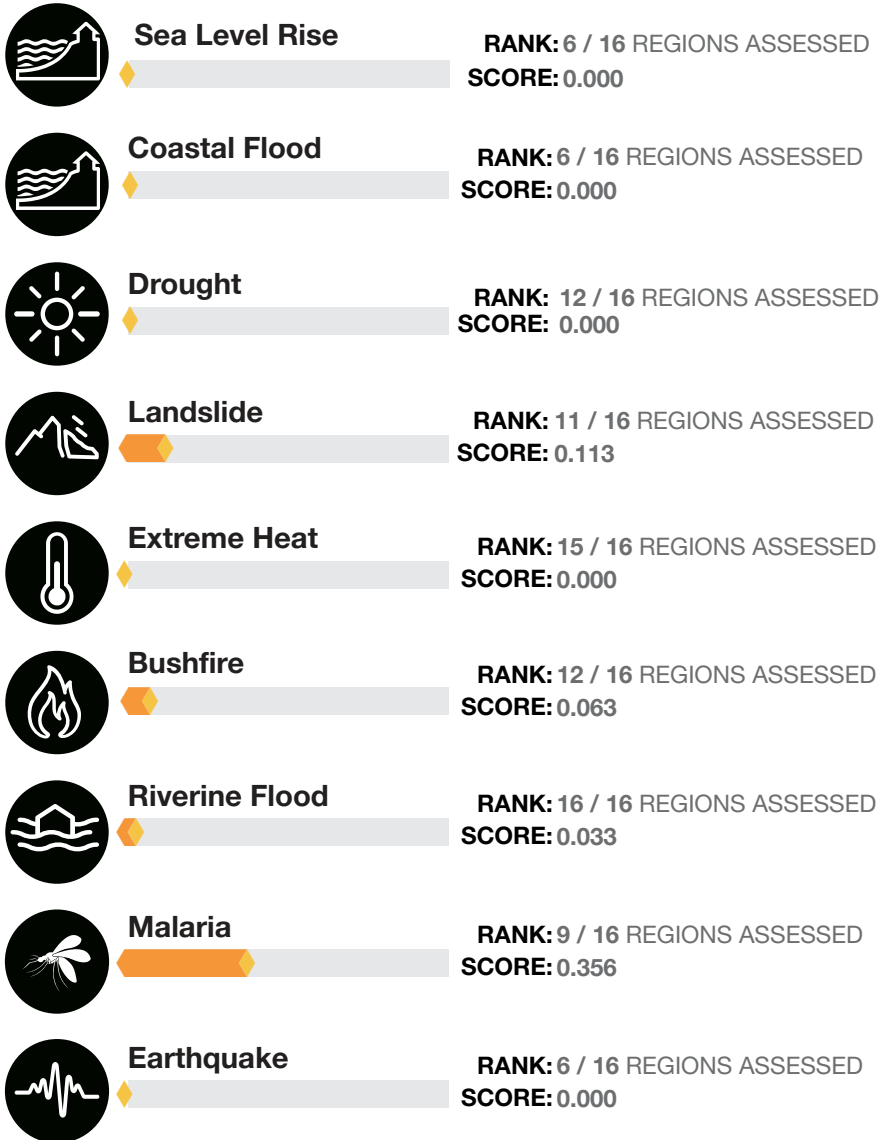 Sea Level Rise
RANK: 6 / 16 REGIONS ASSESSED
SCORE: 0.000
Coastal Flood
RANK: 6 / 16 REGIONS ASSESSED
SCORE: 0.000
Drought
RANK: 12 / 16 REGIONS ASSESSED
SCORE: 0.000
Landslide
RANK: 11 / 16 REGIONS ASSESSED
SCORE: 0.113
Extreme Heat
RANK: 15 / 16 REGIONS ASSESSED
SCORE: 0.000
Bushfire
RANK: 12 / 16 REGIONS ASSESSED
SCORE: 0.063
Riverine Flood
RANK: 16 / 16 REGIONS ASSESSED
SCORE: 0.033
Malaria
RANK: 9 / 16 REGIONS ASSESSED
SCORE: 0.356
Earthquake
RANK: 6 / 16 REGIONS ASSESSED
SCORE: 0.000